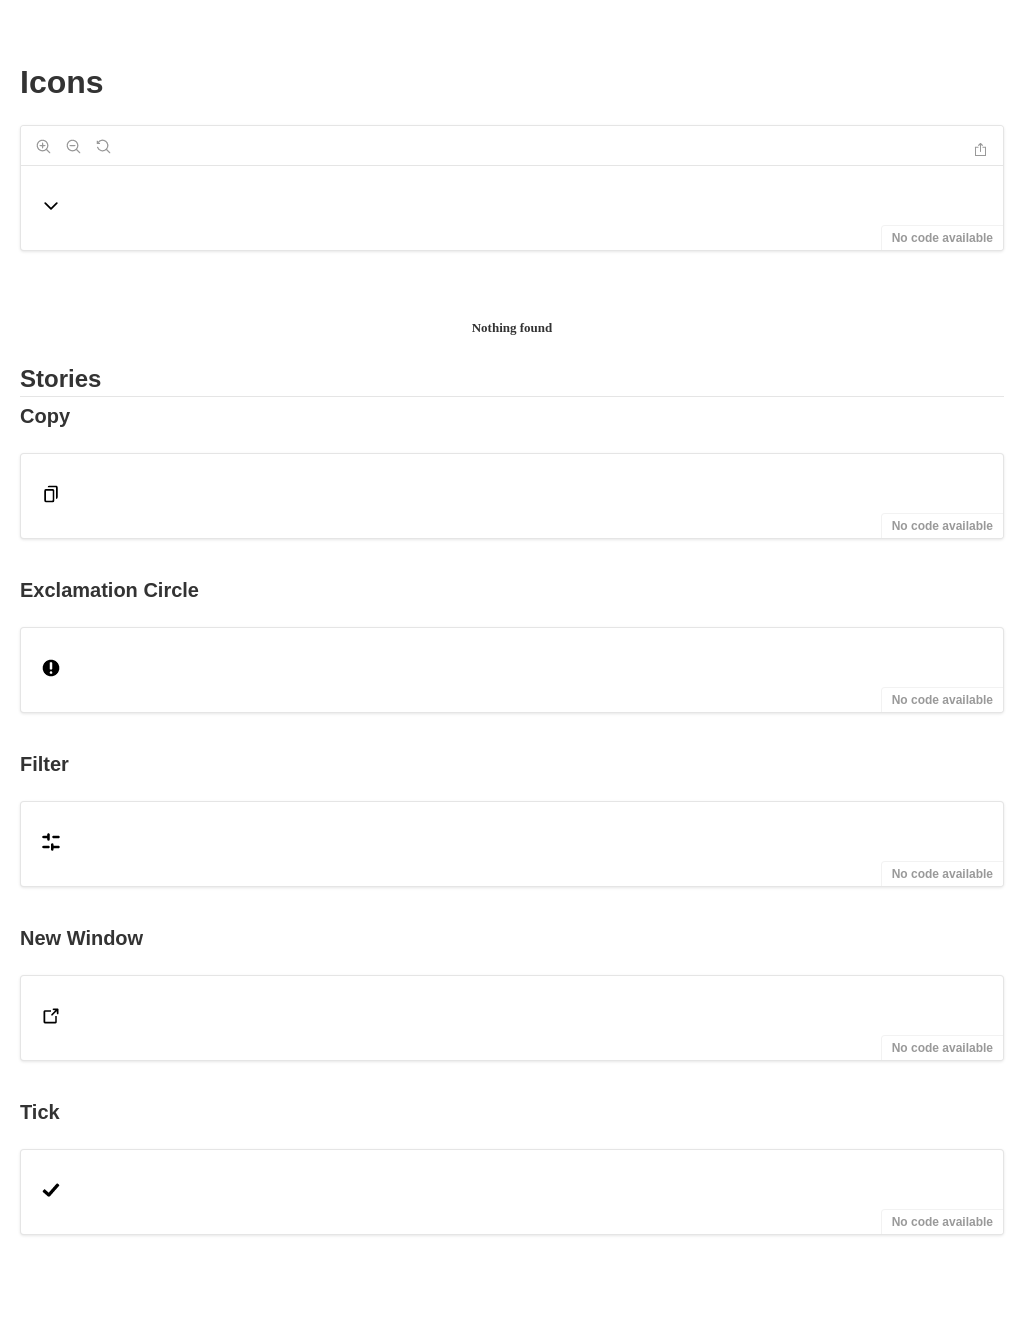 Icons
No code available
Nothing found
Stories
Copy
No code available
Exclamation Circle
No code available
Filter
No code available
New Window
No code available
Tick
No code available